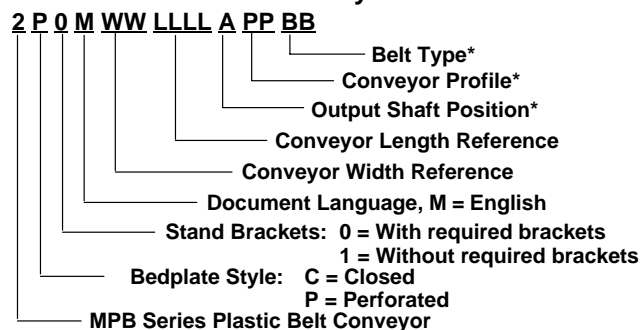 2 P 0 M WW LLLL A PP BB
Belt Type*
Conveyor Profile*
Output Shaft Position*
Conveyor Length Reference
Conveyor Width Reference
Document Language, M = English
Stand Brackets: 0 = With required brackets
1 = Without required brackets
Bedplate Style: C = Closed
P = Perforated
MPB Series Plastic Belt Conveyor